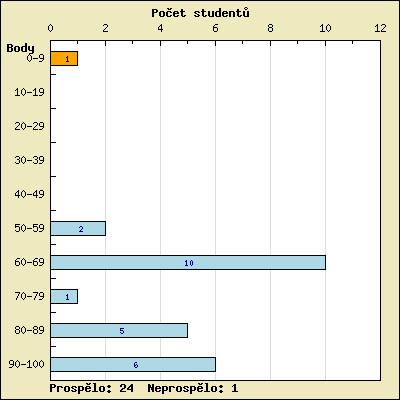 Počet studentů
0 2 4 6 8 10 12
Body
0-9 1
10-19
20-29
30-39
40-49
50-59 2
60-69 10
70-79 1
80-89 5
90-100 6
Prospělo: 24 Neprospělo: 1